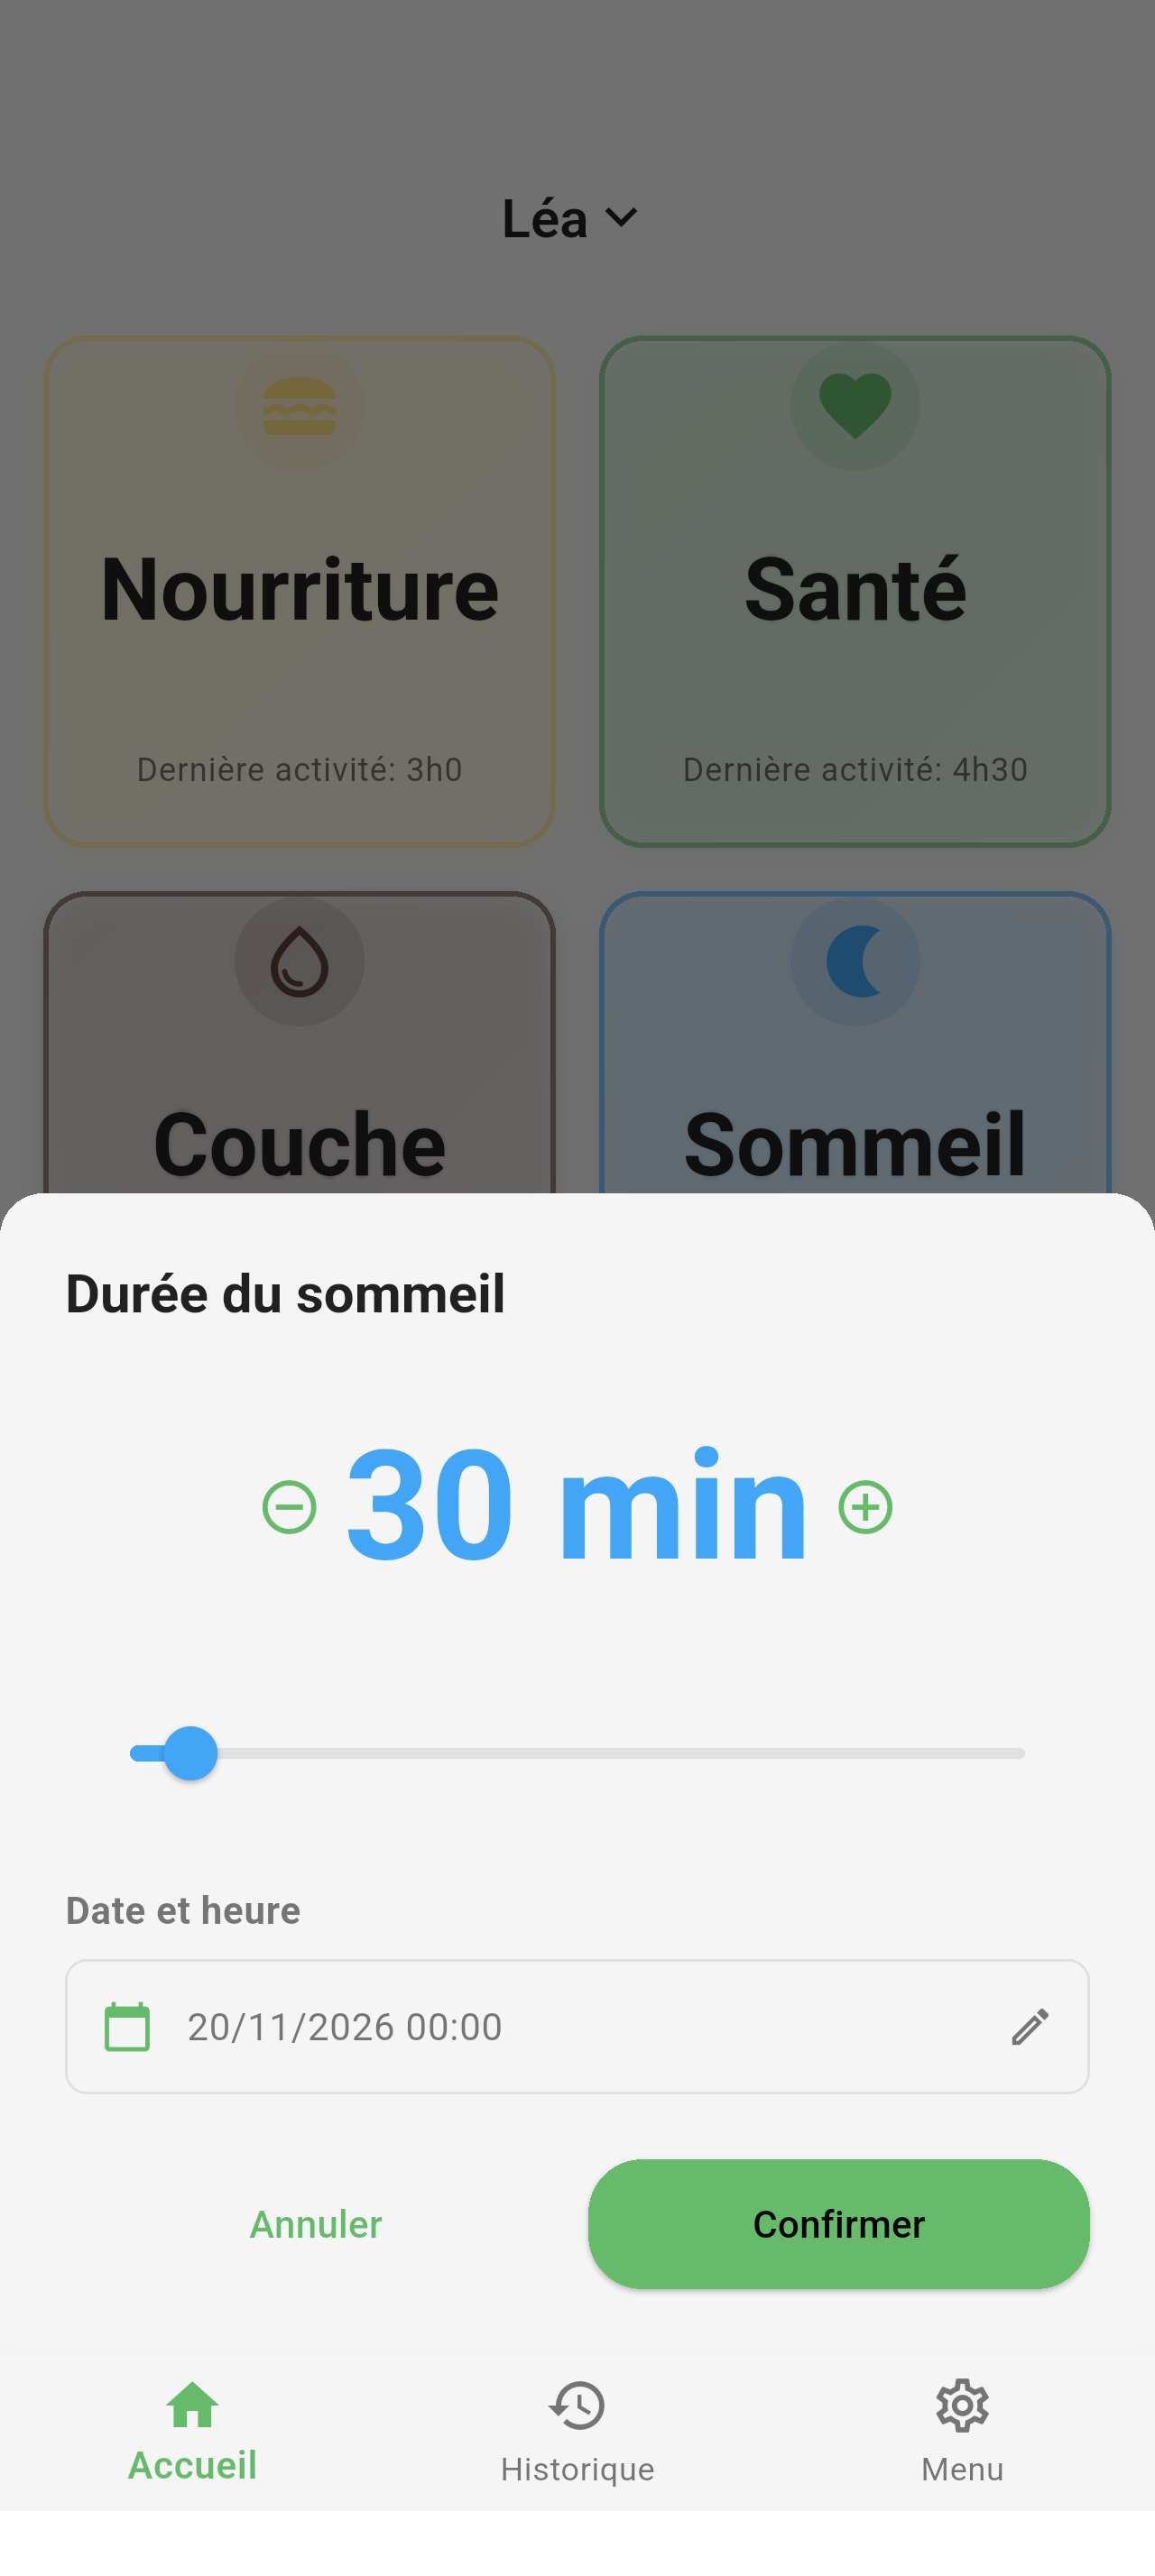 Léa
Nourriture
Santé
Dernière activité: 3h0
Dernière activité: 4h30
Couche
Sommeil
Durée du sommeil
30 min
Date et heure
20/11/2026 00:00
Annuler
Confirmer
Accueil
Historique
Menu